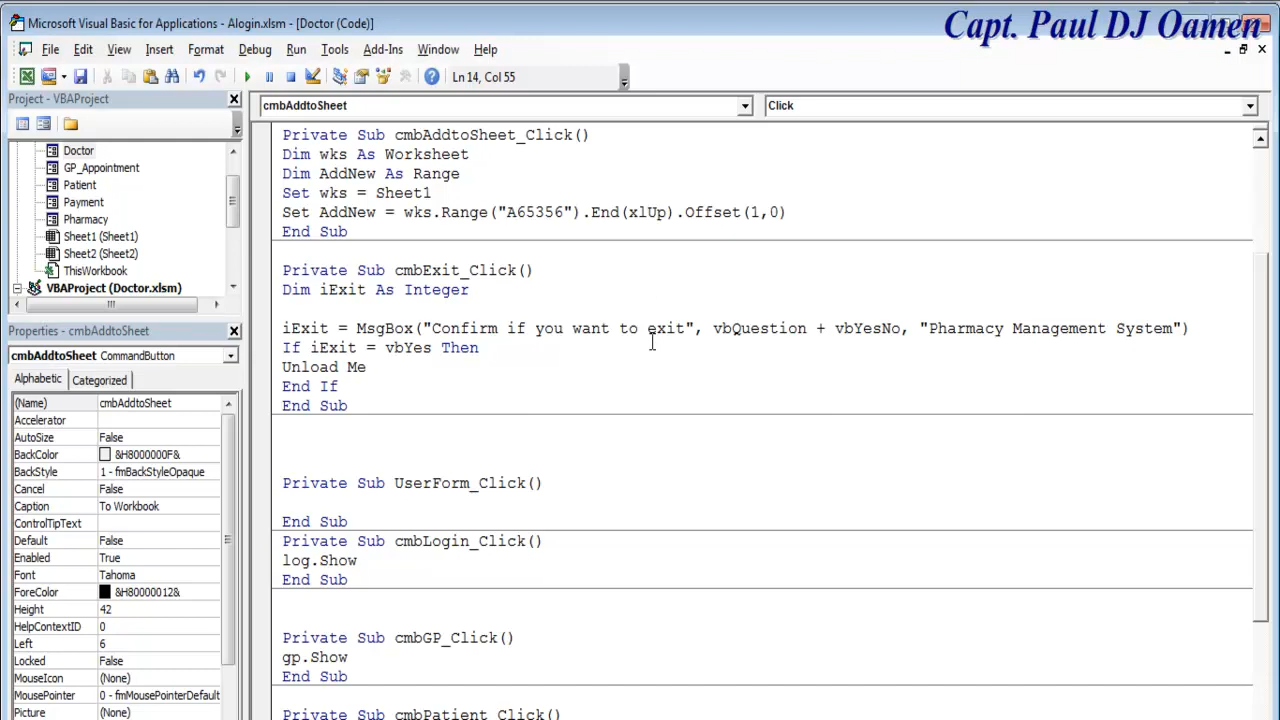 Microsoft Visual Basic for Applications - Alogin.xlsm - [Doctor (Code)]
Capt. Paul DJ Oamen
File Edit View Insert Format Debug Run Tools Add-Ins Window Help
Ln 14, Col 55
Project - VBAProject
Doctor
GP_Appointment
Patient
Payment
Pharmacy
Sheet1 (Sheet1)
Sheet2 (Sheet2)
ThisWorkbook
VBAProject (Doctor.xlsm)
Properties - cmbAddtoSheet
cmbAddtoSheet CommandButton
Alphabetic Categorized
(Name) cmbAddtoSheet
Accelerator
AutoSize False
BackColor &H8000000F&
BackStyle 1 - fmBackStyleOpaque
Cancel False
Caption To Workbook
ControlTipText
Default False
Enabled True
Font Tahoma
ForeColor &H80000012&
Height 42
HelpContextID 0
Left 6
Locked False
MouseIcon (None)
MousePointer 0 - fmMousePointerDefault
Picture (None)
cmbAddtoSheet Click
Private Sub cmbAddtoSheet_Click()
Dim wks As Worksheet
Dim AddNew As Range
Set wks = Sheet1
Set AddNew = wks.Range("A65356").End(xlUp).Offset(1,0)
End Sub
Private Sub cmbExit_Click()
Dim iExit As Integer
iExit = MsgBox("Confirm if you want to exit", vbQuestion + vbYesNo, "Pharmacy Management System")
If iExit = vbYes Then
Unload Me
End If
End Sub
Private Sub UserForm_Click()
End Sub
Private Sub cmbLogin_Click()
log.Show
End Sub
Private Sub cmbGP_Click()
gp.Show
End Sub
Private Sub cmbPatient_Click()